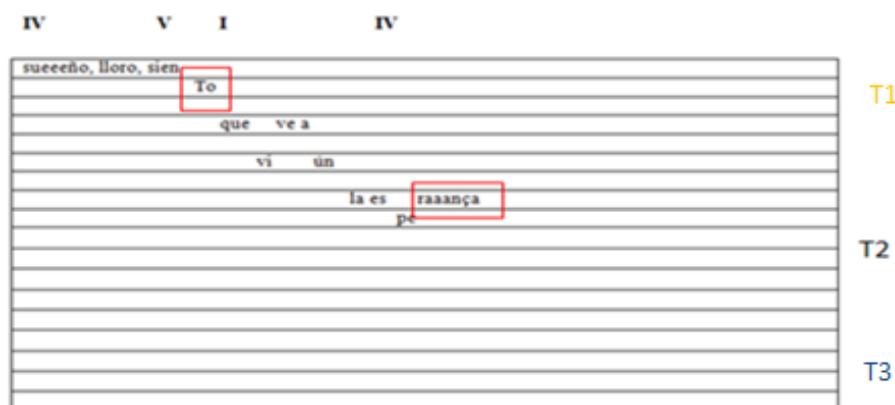 IV V I IV
sueeeño, lloro, sien
To
T1
que ve a
vi ún
la es raaança
pe
T2
T3